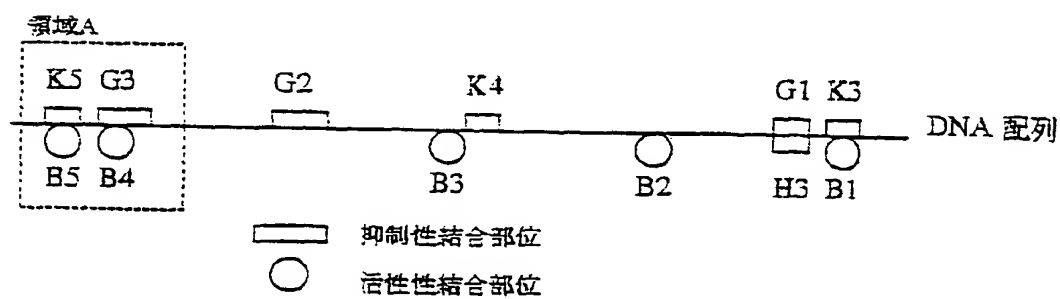 領域A
K5 G3 G2 K4 G1 K3
DNA 配列
B5 B4 B3 B2 H3 B1
抑制性結合部位
活性性結合部位